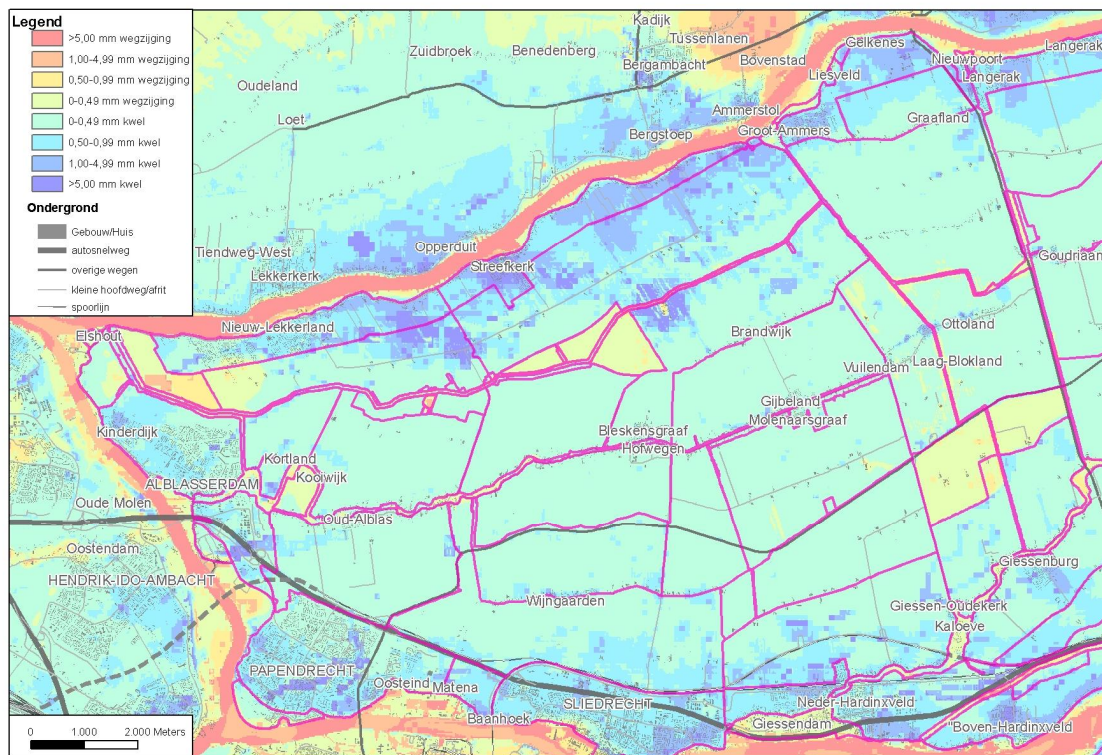 Legend
>5,00 mm wegzijging
1,00-4,99 mm wegzijging
0,50-0,99 mm wegzijging
0-0,49 mm wegzijging
0-0,49 mm kwel
0,50-0,99 mm kwel
1,00-4,99 mm kwel
>5,00 mm kwel
Ondergrond
Gebouw/Huis
autosnelweg
overige wegen
kleine hoofdweg/afrit
spoorlijn
Kadijk
Tussenlanen
Zuidbroek
Benedenberg
Bergambacht
Bovenstad
Gelkenes
Langerak
Nieuwpoort
Liesveld
Langerak
Oudeland
Loet
Ammerstol
Graafland
Bergstoep
Groot-Ammers
Opperduit
Tiendweg-West
Goudriaan
Lekkerkerk
Streefkerk
Nieuw-Lekkerland
Elshout
Brandwijk
Ottoland
Laag-Blokland
Vuilendam
Gijbeland
Molenaarsgraaf
Kinderdijk
Bleskensgraaf
Hofwegen
Kortland
Kooiwijk
ALBLASSERDAM
Oude Molen
Oud-Alblas
Oostendam
Giessenburg
HENDRIK-IDO-AMBACHT
Wijngaarden
Giessen-Oudekerk
Kaloeve
PAPENDRECHT
Oosteind
Matena
SLIEDRECHT
Neder-Hardinxveld
Baanhoek
Giessendam
"Boven-Hardinxveld
0 1.000 2.000 Meters